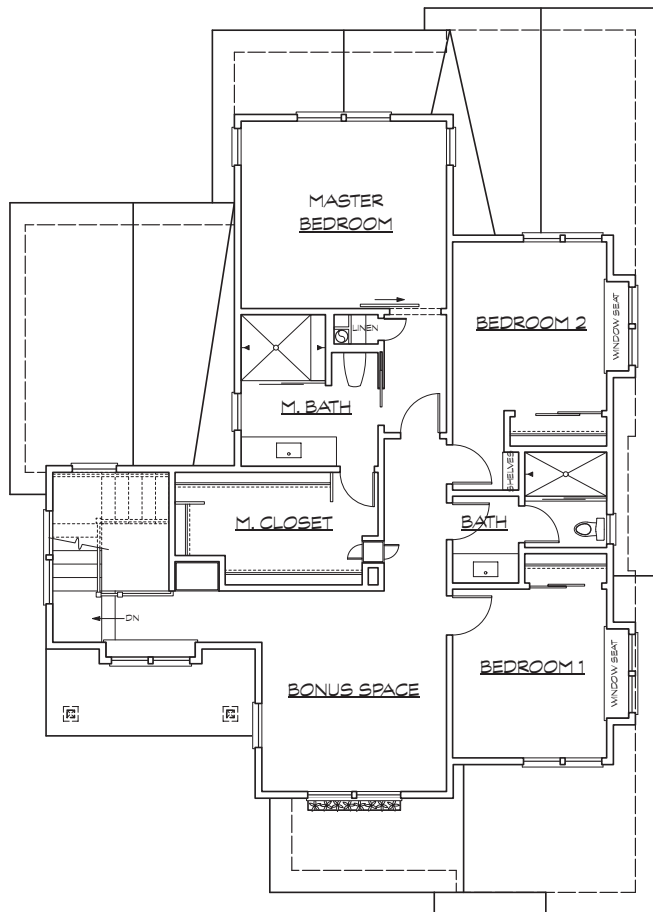 MASTER
BEDROOM
BEDROOM 2
WINDOW SEAT
LINEN
M. BATH
SHELVES
M. CLOSET
BATH
DN
BEDROOM 1
WINDOW SEAT
BONUS SPACE